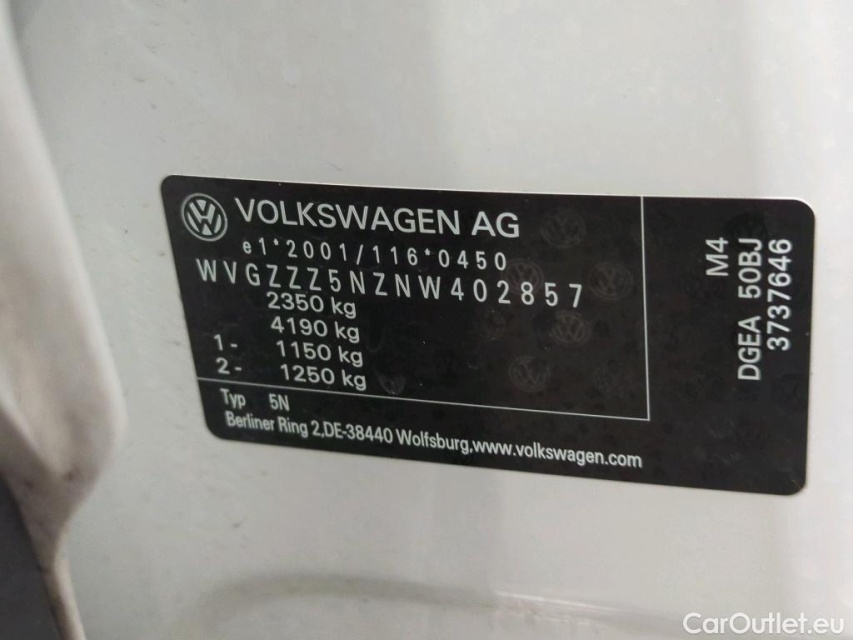 VOLKSWAGEN AG
e1*2001/116*0450
WVGZZZ5NZNW402857
2350 kg
4190 kg
1- 1150 kg
2- 1250 kg
Typ 5N
Berliner Ring 2,DE-38440 Wolfsburg,www.volkswagen.com
M4
DGEA 50BJ
3737646
CarOutlet.eu